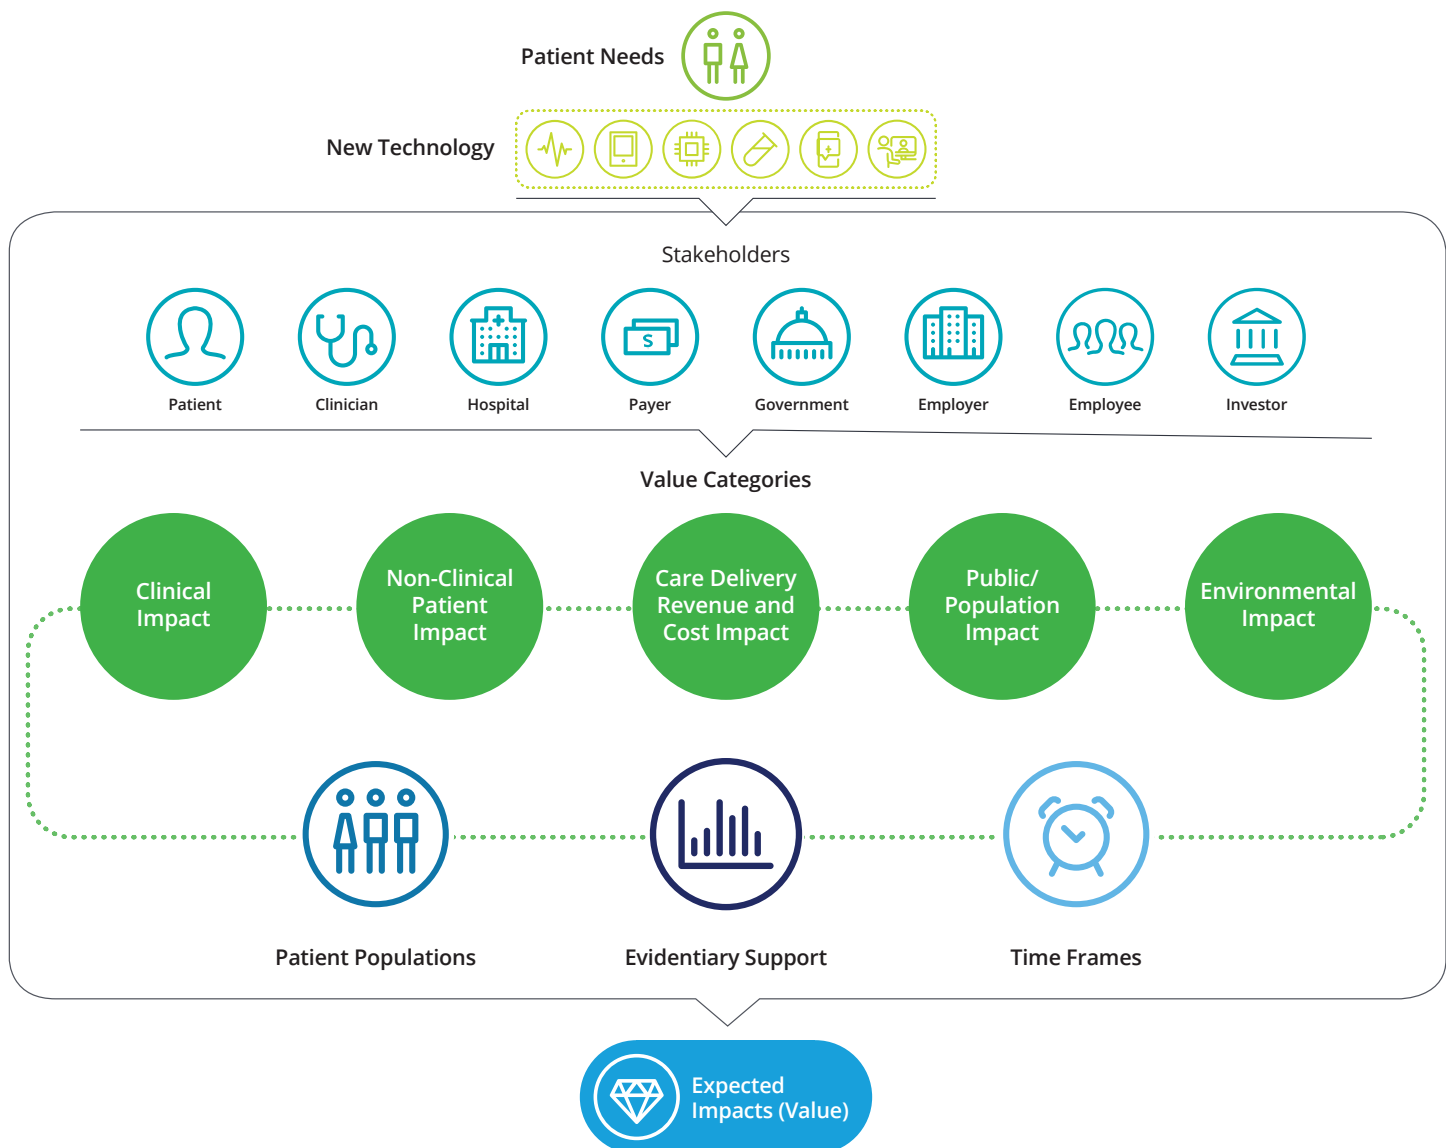 Patient Needs
New Technology
Stakeholders
S
Patient
Clinician
Hospital
Payer
Government
Employer
Employee
Investor
Value Categories
Clinical
Impact
Non-Clinical
Patient
Impact
Care Delivery
Revenue and
Cost Impact
Public/
Population
Impact
Environmental
Impact
Patient Populations
Evidentiary Support
Time Frames
Expected
Impacts (Value)